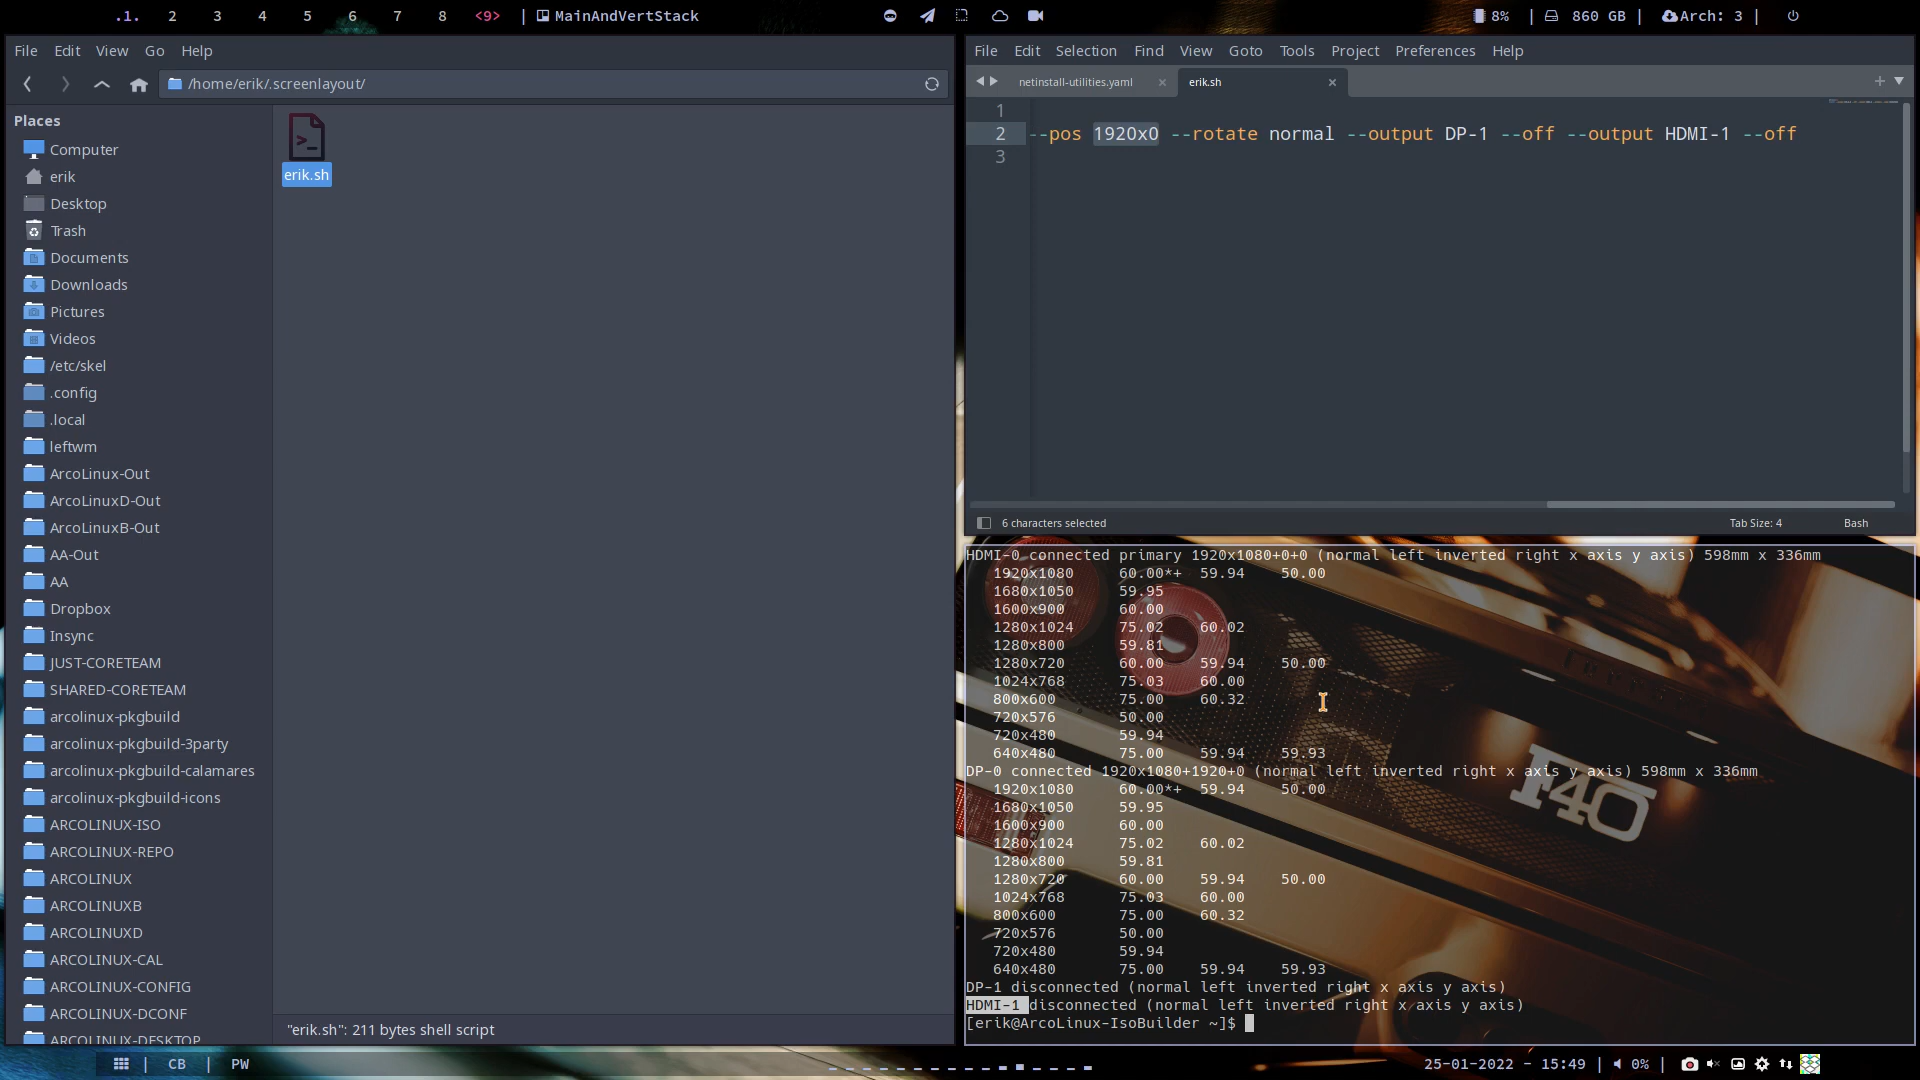 .1. 2 3 4 5 6 7 8 <9> | MainAndVertStack
8% | 860 GB | Arch: 3 |
File Edit View Go Help
/home/erik/.screenlayout/
Places
Computer
erik
Desktop
Trash
Documents
Downloads
Pictures
Videos
/etc/skel
.config
.local
leftwm
ArcoLinux-Out
ArcoLinuxD-Out
ArcoLinuxB-Out
AA-Out
AA
Dropbox
Insync
JUST-CORETEAM
SHARED-CORETEAM
arcolinux-pkgbuild
arcolinux-pkgbuild-3party
arcolinux-pkgbuild-calamares
arcolinux-pkgbuild-icons
ARCOLINUX-ISO
ARCOLINUX-REPO
ARCOLINUX
ARCOLINUXB
ARCOLINUXD
ARCOLINUX-CAL
ARCOLINUX-CONFIG
ARCOLINUX-DCONF
ARCOLINUX-DESKTOP
erik.sh
"erik.sh": 211 bytes shell script
File Edit Selection Find View Goto Tools Project Preferences Help
netinstall-utilities.yaml erik.sh
1
2 --pos 1920x0 --rotate normal --output DP-1 --off --output HDMI-1 --off
3
6 characters selected Tab Size: 4 Bash
HDMI-0 connected primary 1920x1080+0+0 (normal left inverted right x axis y axis) 598mm x 336mm
1920x1080 60.00*+ 59.94 50.00
1680x1050 59.95
1600x900 60.00
1280x1024 75.02 60.02
1280x800 59.81
1280x720 60.00 59.94 50.00
1024x768 75.03 60.00
800x600 75.00 60.32
720x576 50.00
720x480 59.94
640x480 75.00 59.94 59.93
DP-0 connected 1920x1080+1920+0 (normal left inverted right x axis y axis) 598mm x 336mm
1920x1080 60.00*+ 59.94 50.00
1680x1050 59.95
1600x900 60.00
1280x1024 75.02 60.02
1280x800 59.81
1280x720 60.00 59.94 50.00
1024x768 75.03 60.00
800x600 75.00 60.32
720x576 50.00
720x480 59.94
640x480 75.00 59.94 59.93
DP-1 disconnected (normal left inverted right x axis y axis)
HDMI-1 disconnected (normal left inverted right x axis y axis)
[erik@ArcoLinux-IsoBuilder ~]$
F40
| CB | PW
25-01-2022 - 15:49 | 0% |